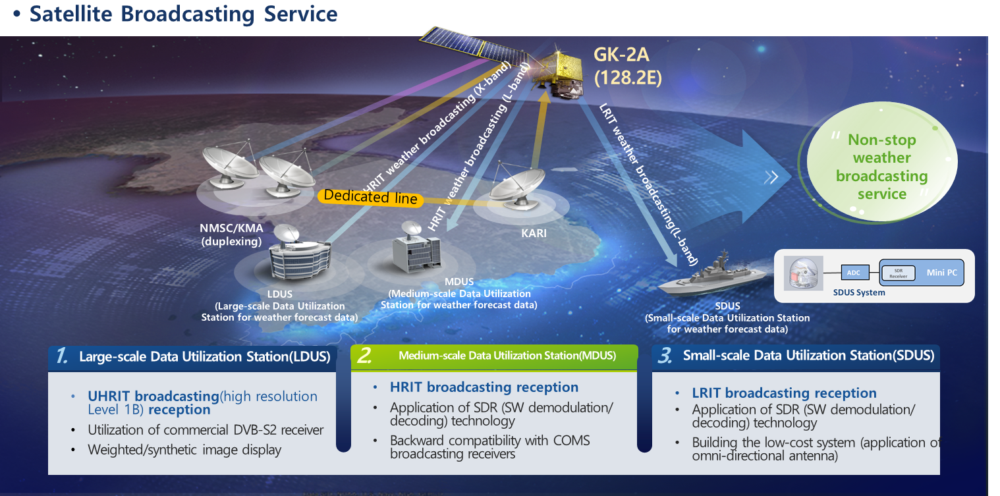 • Satellite Broadcasting Service
GK-2A
(128.2E)
HRIT weather broadcasting (X-band)
HRIT weather broadcasting (L-band)
LRIT weather broadcasting(L-band)
“ Non-stop
weather
broadcasting
service ”
Dedicated line
NMSC/KMA
(duplexing)
KARI
LDUS
(Large-scale Data Utilization
Station for weather forecast data)
MDUS
(Medium-scale Data Utilization
Station for weather forecast data)
SDUS
(Small-scale Data Utilization Station
for weather forecast data)
ADC
SDR
Receiver
Mini PC
SDUS System
1. Large-scale Data Utilization Station(LDUS)
• UHRIT broadcasting(high resolution
Level 1B) reception
• Utilization of commercial DVB-S2 receiver
• Weighted/synthetic image display
2. Medium-scale Data Utilization Station(MDUS)
• HRIT broadcasting reception
• Application of SDR (SW demodulation/
decoding) technology
• Backward compatibility with COMS
broadcasting receivers
3. Small-scale Data Utilization Station(SDUS)
• LRIT broadcasting reception
• Application of SDR (SW demodulation/
decoding) technology
• Building the low-cost system (application of
omni-directional antenna)